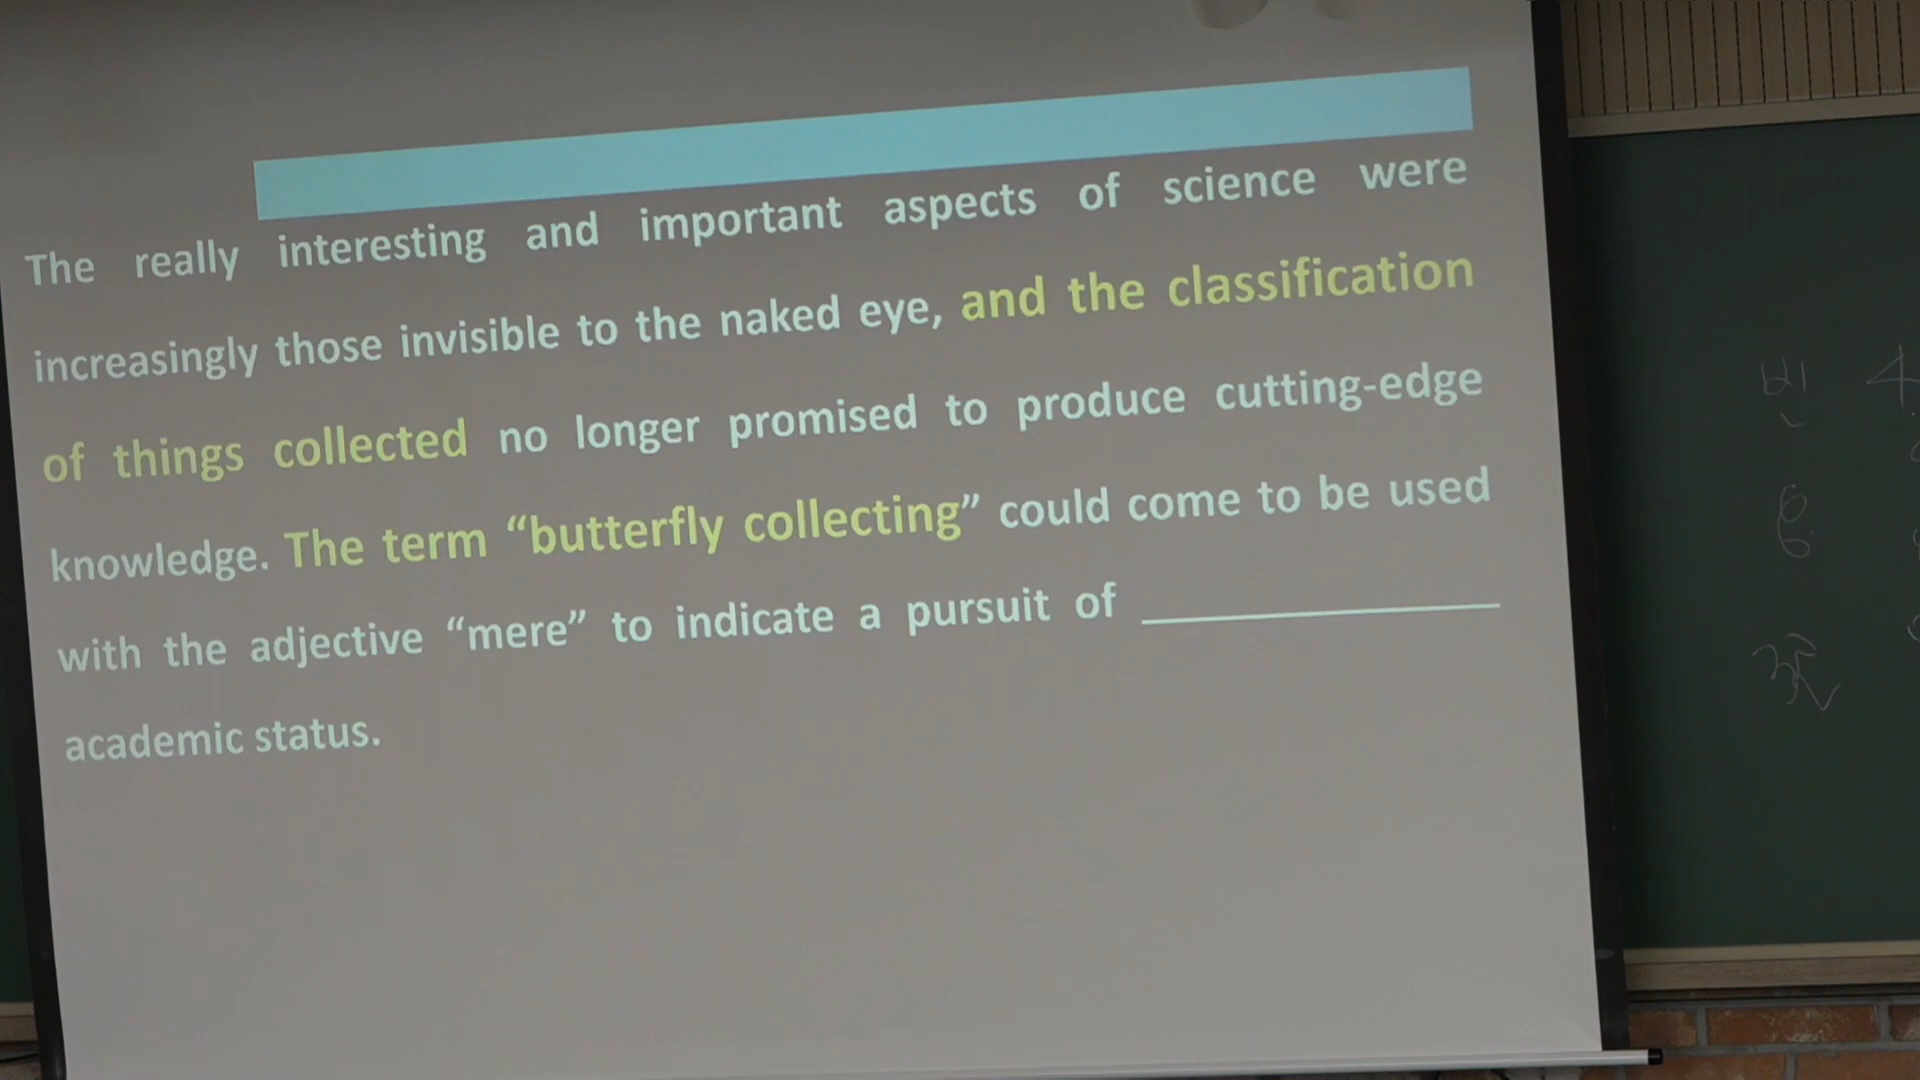 The really interesting and important aspects of science were
increasingly those invisible to the naked eye, and the classification
of things collected no longer promised to produce cutting-edge
knowledge. The term “butterfly collecting” could come to be used
with the adjective “mere” to indicate a pursuit of ____________
academic status.
빈